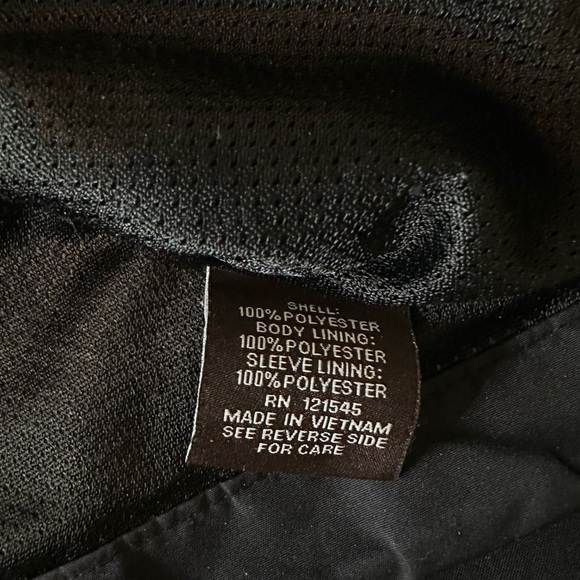 SHELL:
100%POLYESTER
BODY LINING:
100%POLYESTER
SLEEVE LINING:
100%POLYESTER
RN 121545
MADE IN VIETNAM
SEE REVERSE SIDE
FOR CARE